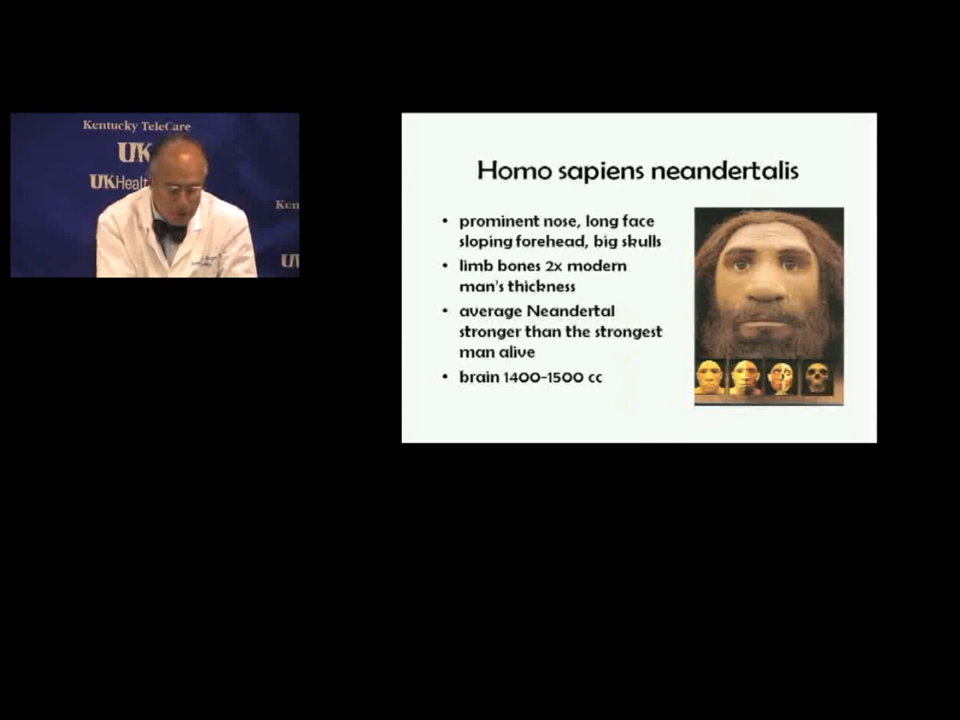 Kentucky TeleCare
UK
UKHealth
Ken
U
Homo sapiens neandertalis
• prominent nose, long face
sloping forehead, big skulls
• limb bones 2x modern
man's thickness
• average Neandertal
stronger than the strongest
man alive
• brain 1400-1500 cc